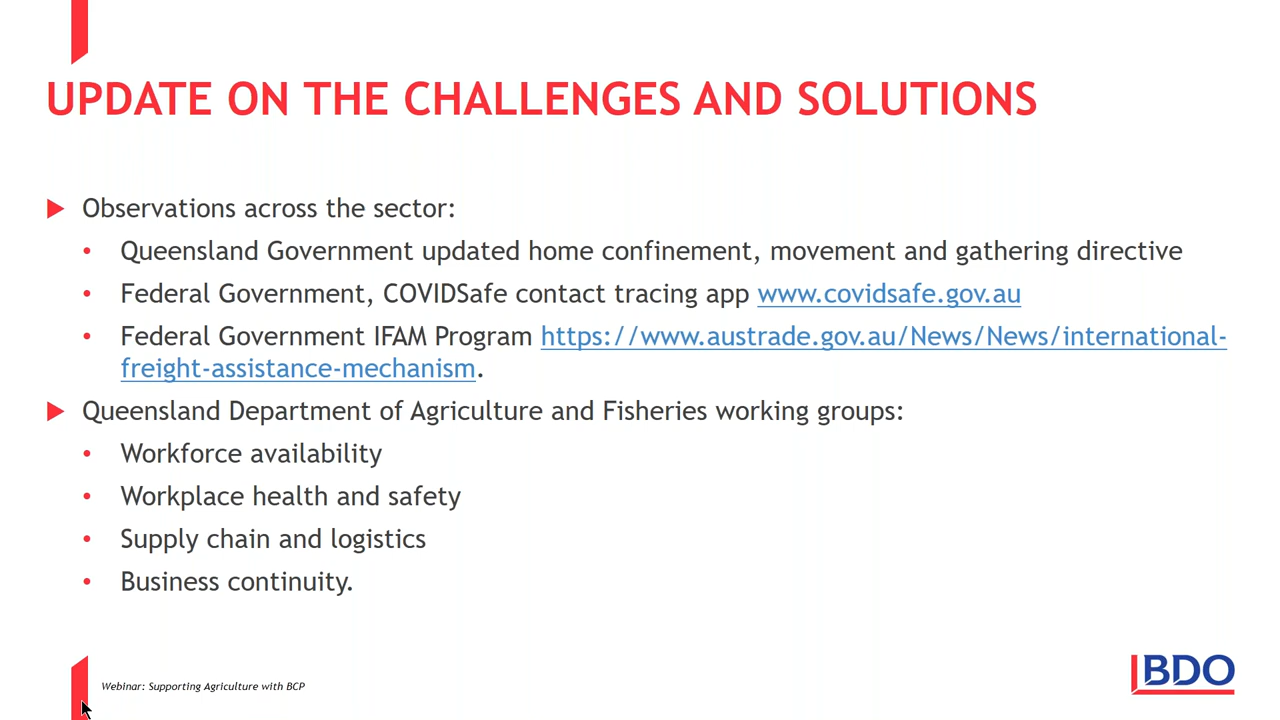 UPDATE ON THE CHALLENGES AND SOLUTIONS
Observations across the sector:
• Queensland Government updated home confinement, movement and gathering directive
• Federal Government, COVIDSafe contact tracing app www.covidsafe.gov.au
• Federal Government IFAM Program https://www.austrade.gov.au/News/News/international-
freight-assistance-mechanism.
Queensland Department of Agriculture and Fisheries working groups:
• Workforce availability
• Workplace health and safety
• Supply chain and logistics
• Business continuity.
Webinar: Supporting Agriculture with BCP
BDO